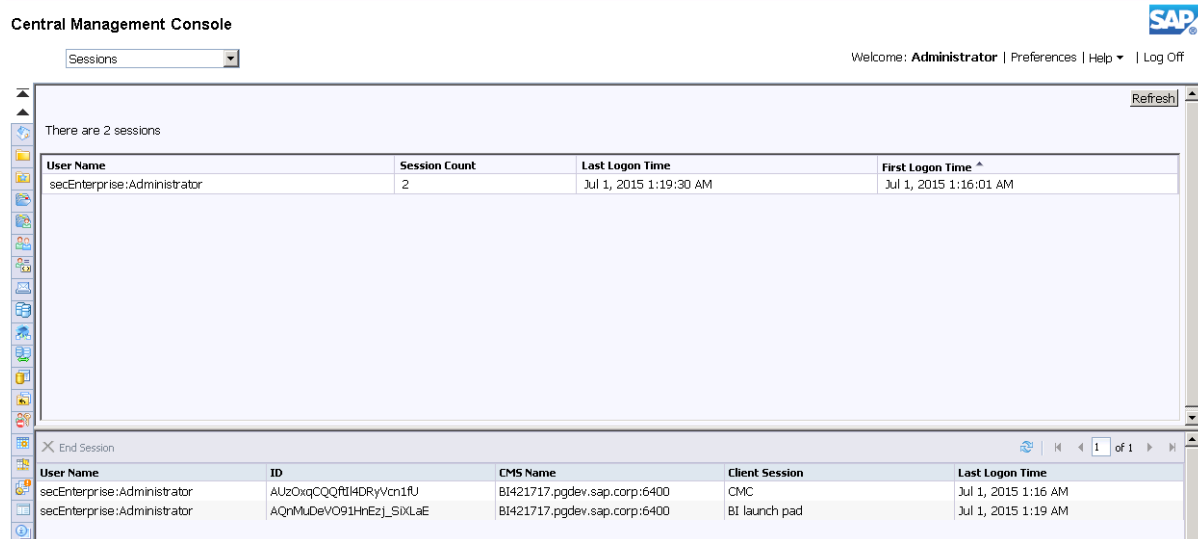 Central Management Console
SAP®
Sessions
Welcome: Administrator | Preferences | Help | Log Off
Refresh
There are 2 sessions
User Name Session Count Last Logon Time First Logon Time
secEnterprise:Administrator 2 Jul 1, 2015 1:19:30 AM Jul 1, 2015 1:16:01 AM
End Session 1 of 1
User Name ID CMS Name Client Session Last Logon Time
secEnterprise:Administrator AUzOxqCQQftIl4DRyVcn1fU BI421717.pgdev.sap.corp:6400 CMC Jul 1, 2015 1:16 AM
secEnterprise:Administrator AQnMuDeVO91HnEzj_SiXLaE BI421717.pgdev.sap.corp:6400 BI launch pad Jul 1, 2015 1:19 AM